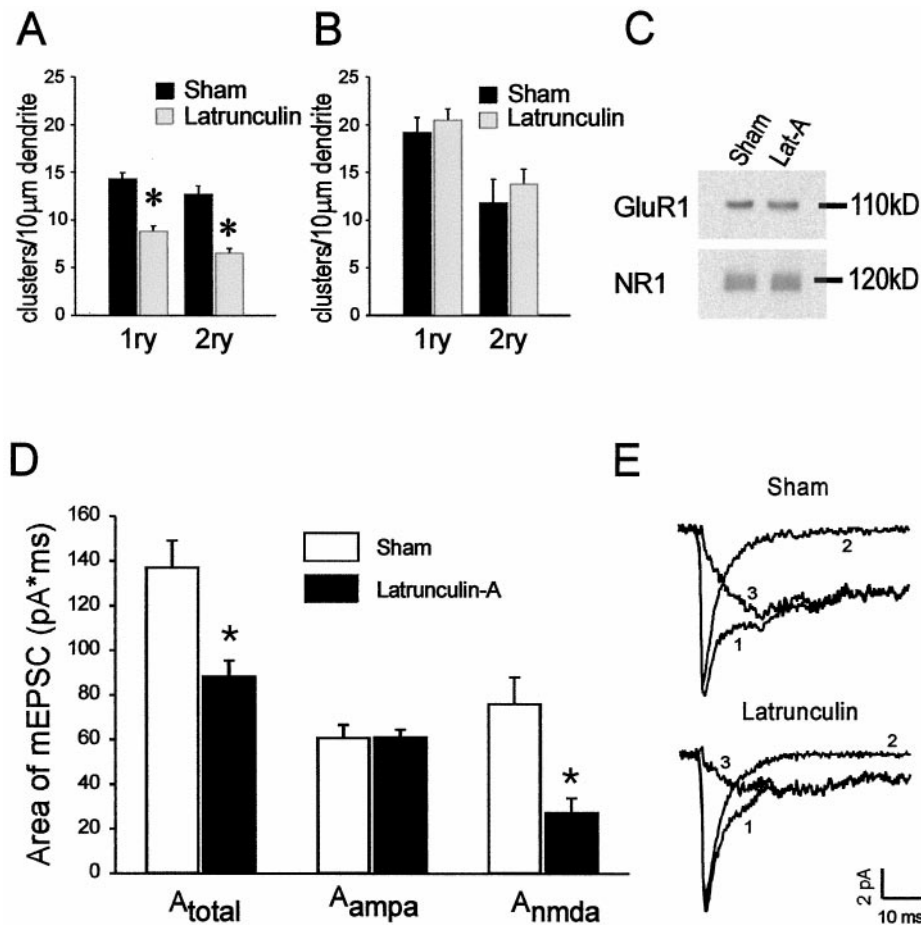 A
25
20
15
10
5
0
clusters/10μm dendrite
Sham
Latrunculin
*
*
1ry
2ry
B
25
20
15
10
5
0
clusters/10μm dendrite
Sham
Latrunculin
1ry
2ry
C
Sham
Lat-A
GluR1
110kD
NR1
120kD
D
160
140
120
100
80
60
40
20
0
Area of mEPSC (pA*ms)
Sham
Latrunculin-A
*
*
Atotal
Aampa
Anmda
E
Sham
2
3
1
Latrunculin
2
3
1
2 pA
10 ms